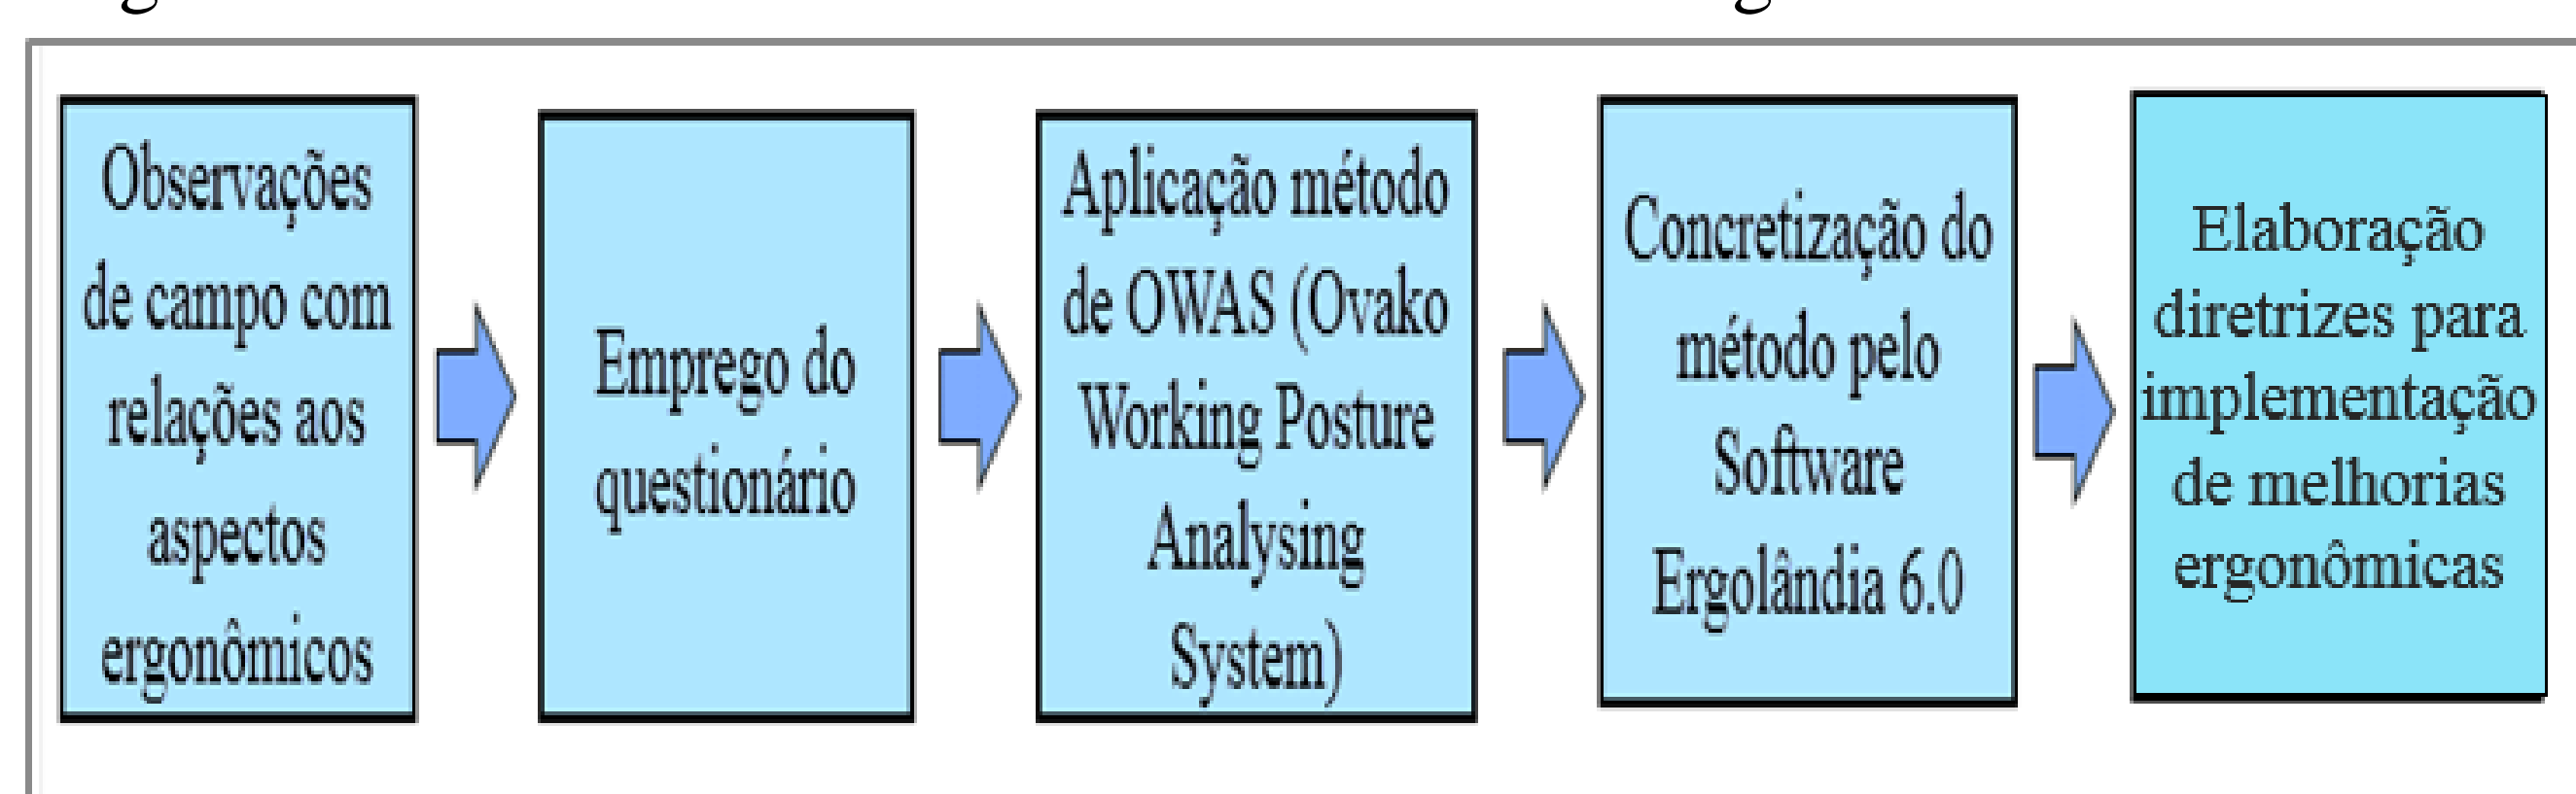 Observações
de campo com
relações aos
aspectos
ergonômicos
Emprego do
questionário
Aplicação método
de OWAS (Ovako
Working Posture
Analysing
System)
Concretização do
método pelo
Software
Ergolândia 6.0
Elaboração
diretrizes para
implementação
de melhorias
ergonômicas